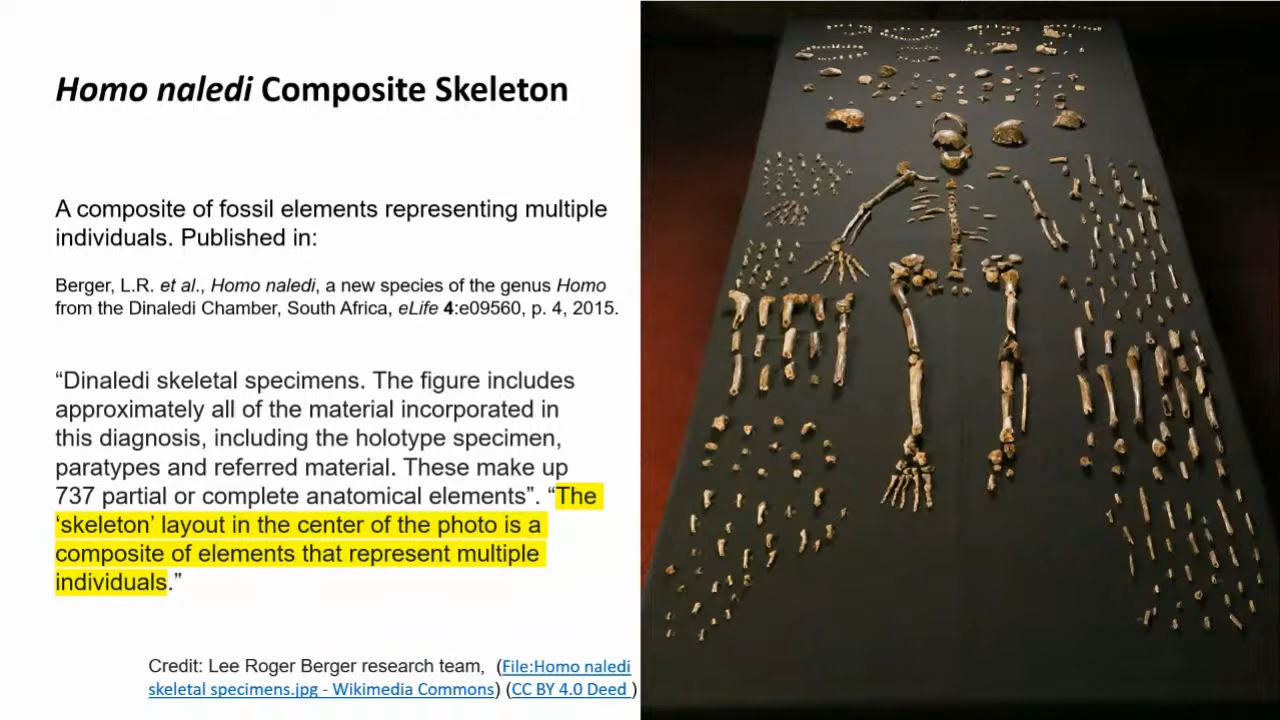 Homo naledi Composite Skeleton
A composite of fossil elements representing multiple
individuals. Published in:
Berger, L.R. et al., Homo naledi, a new species of the genus Homo
from the Dinaledi Chamber, South Africa, eLife 4:e09560, p. 4, 2015.
“Dinaledi skeletal specimens. The figure includes
approximately all of the material incorporated in
this diagnosis, including the holotype specimen,
paratypes and referred material. These make up
737 partial or complete anatomical elements”. “The
‘skeleton’ layout in the center of the photo is a
composite of elements that represent multiple
individuals.”
Credit: Lee Roger Berger research team, (File:Homo naledi
skeletal specimens.jpg - Wikimedia Commons) (CC BY 4.0 Deed )